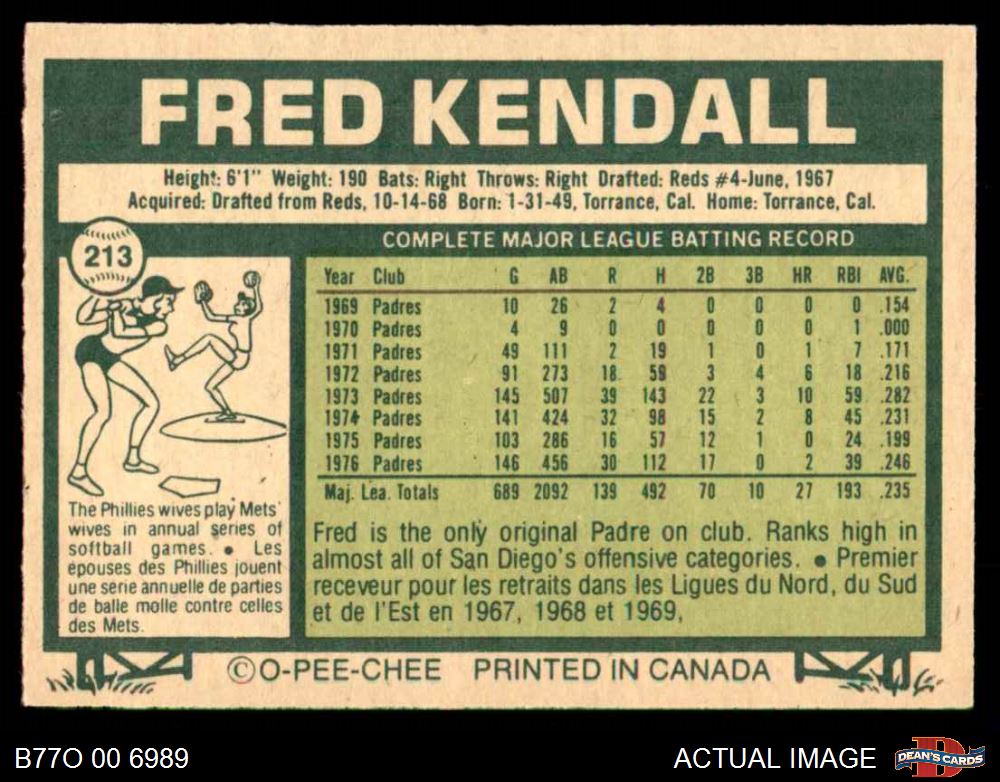 FRED KENDALL
Height: 6'1" Weight: 190 Bats: Right Throws: Right Drafted: Reds #4-June, 1967
Acquired: Drafted from Reds, 10-14-68 Born: 1-31-49, Torrance, Cal. Home: Torrance, Cal.
213
The Phillies wives play Mets'
wives in annual series of
softball games. ● Les
épouses des Phillies jouent
une serie annuelle de parties
de balle molle contre celles
des Mets.
COMPLETE MAJOR LEAGUE BATTING RECORD
Year Club G AB R H 2B 3B HR RBI AVG.
1969 Padres 10 26 2 4 0 0 0 0 .154
1970 Padres 4 9 0 0 0 0 0 1 .000
1971 Padres 49 111 2 19 1 0 1 7 .171
1972 Padres 91 273 18 59 3 4 6 18 .216
1973 Padres 145 507 39 143 22 3 10 59 .282
1974 Padres 141 424 32 98 15 2 8 45 .231
1975 Padres 103 286 16 57 12 1 0 24 .199
1976 Padres 146 456 30 112 17 0 2 39 .246
Maj. Lea. Totals 689 2092 139 492 70 10 27 193 .235
Fred is the only original Padre on club. Ranks high in
almost all of San Diego's offensive categories. ● Premier
receveur pour les retraits dans les Ligues du Nord, du Sud
et de l'Est en 1967, 1968 et 1969,
©O-PEE-CHEE PRINTED IN CANADA
B77O 00 6989
ACTUAL IMAGE
D
DEAN'S CARDS